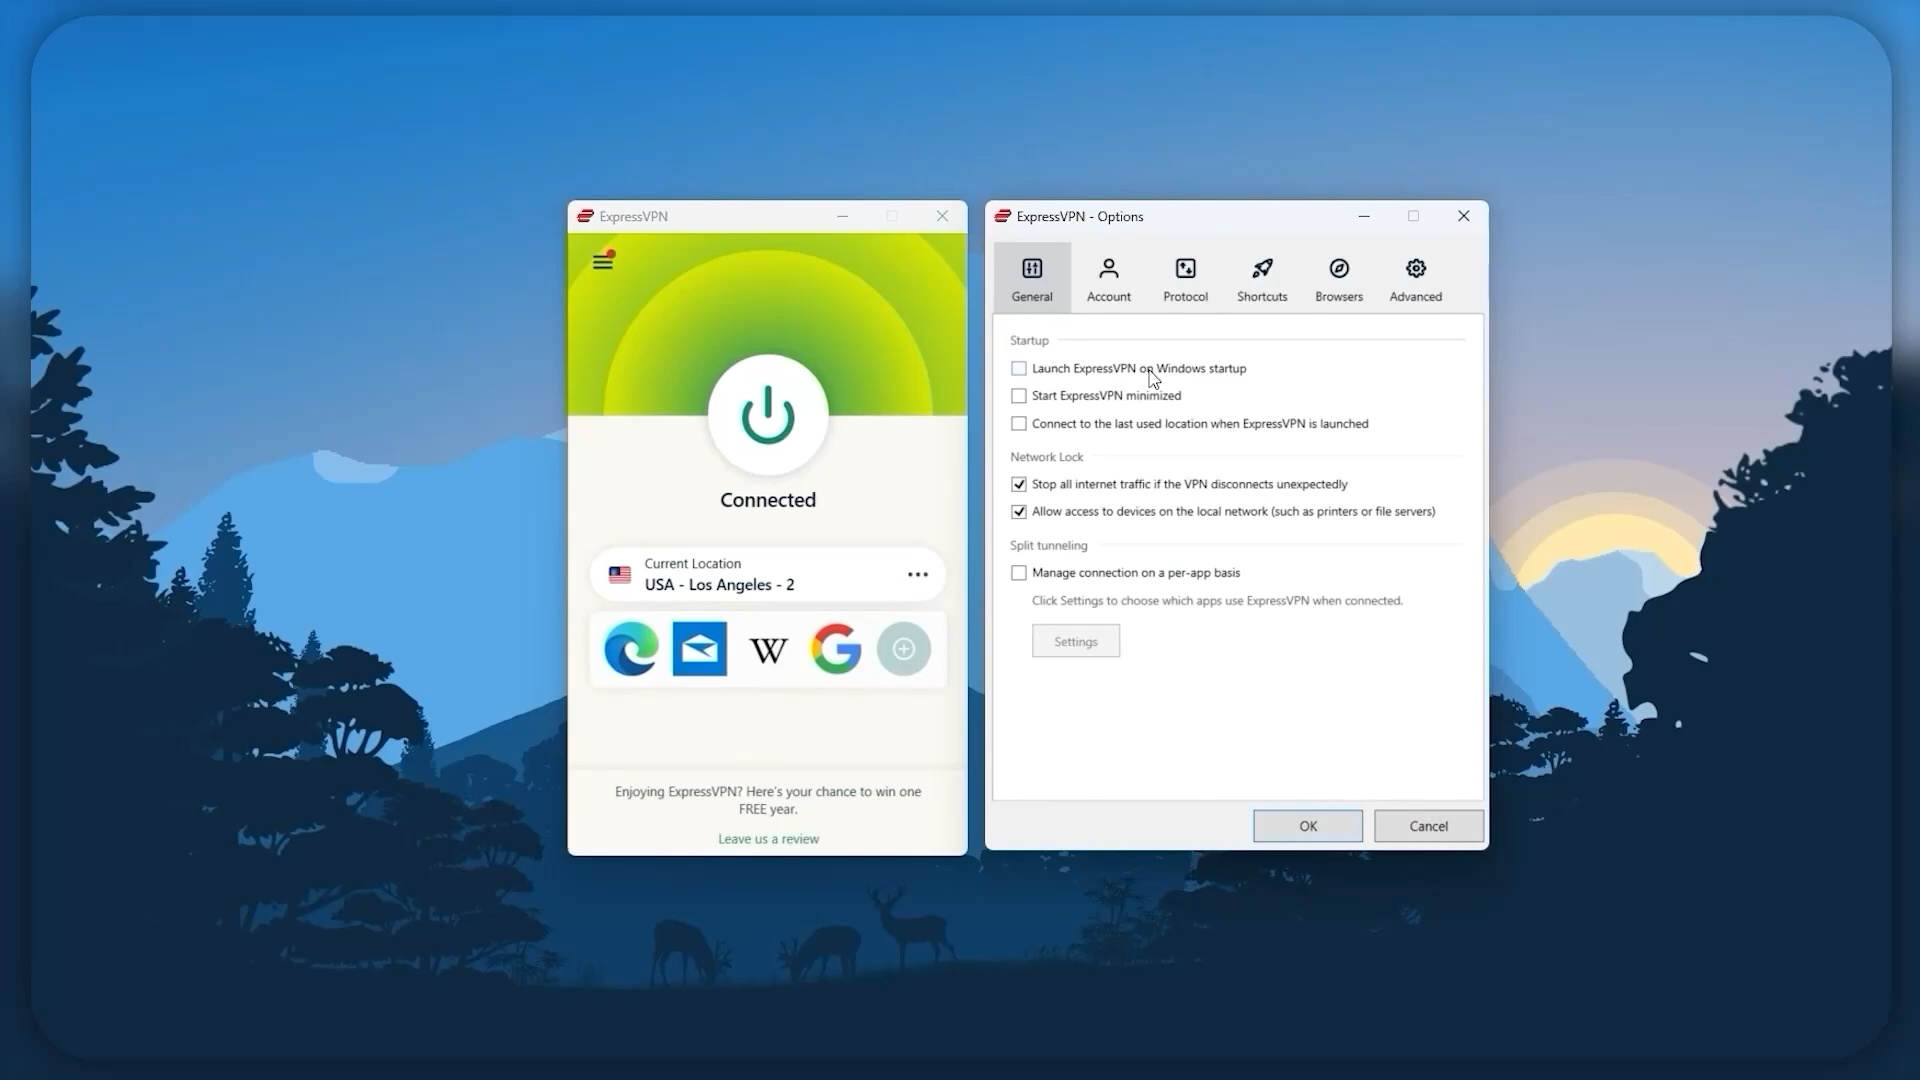 ExpressVPN
Connected
Current Location
USA - Los Angeles - 2
W
G
Enjoying ExpressVPN? Here's your chance to win one
FREE year.
Leave us a review
ExpressVPN - Options
General
Account
Protocol
Shortcuts
Browsers
Advanced
Startup
Launch ExpressVPN on Windows startup
Start ExpressVPN minimized
Connect to the last used location when ExpressVPN is launched
Network Lock
Stop all internet traffic if the VPN disconnects unexpectedly
Allow access to devices on the local network (such as printers or file servers)
Split tunneling
Manage connection on a per-app basis
Click Settings to choose which apps use ExpressVPN when connected.
Settings
OK
Cancel